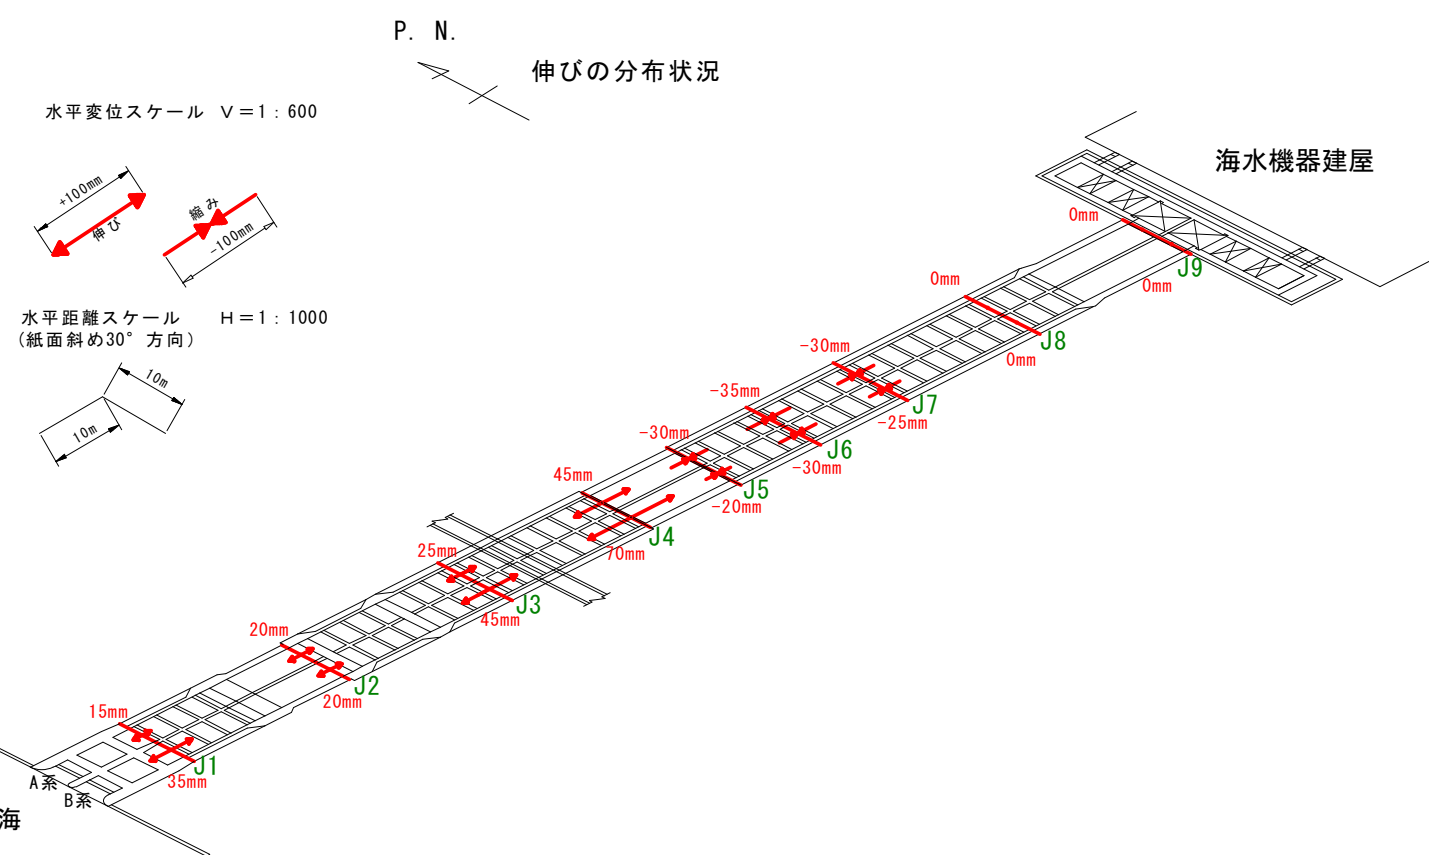 P. N.
伸びの分布状況
水平変位スケール V=1:600
+100mm
伸び
縮み
-100mm
水平距離スケール H=1:1000
(紙面斜め30°方向)
10m
10m
海水機器建屋
0mm
J9
0mm
0mm
J8
0mm
-30mm
J7
-25mm
-35mm
J6
-30mm
-30mm
J5
-20mm
45mm
J4
70mm
25mm
J3
45mm
20mm
J2
20mm
15mm
J1
35mm
A系
B系
海